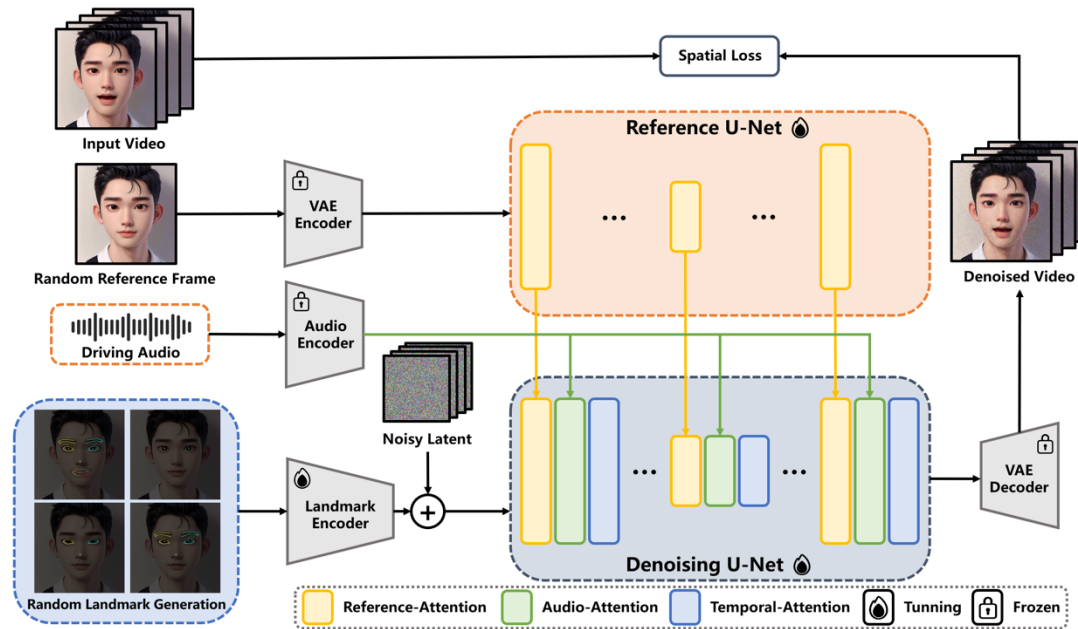 Input Video
Spatial Loss
Reference U-Net
VAE
Encoder
Random Reference Frame
Denoised Video
Driving Audio
Audio
Encoder
Noisy Latent
Landmark
Encoder
+
...
...
...
...
VAE
Decoder
Random Landmark Generation
Denoising U-Net
Reference-Attention
Audio-Attention
Temporal-Attention
Tunning
Frozen